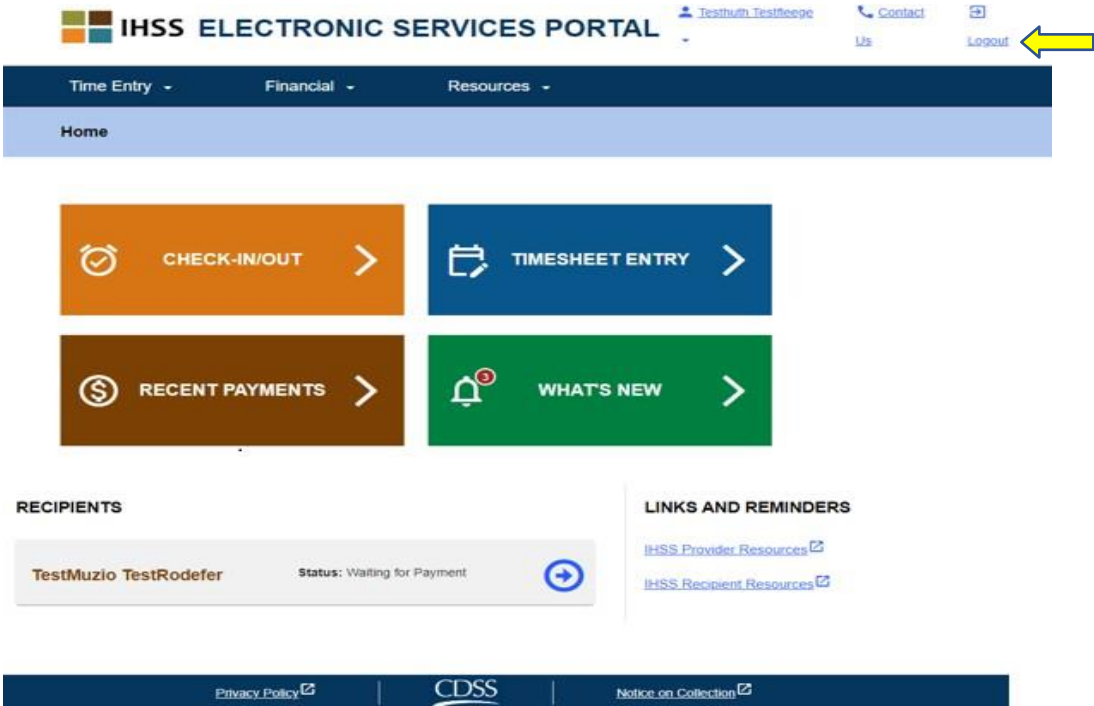 IHSS ELECTRONIC SERVICES PORTAL
Testhuth Testfleege
Contact Us
Logout
Time Entry
Financial
Resources
Home
CHECK-IN/OUT
TIMESHEET ENTRY
RECENT PAYMENTS
3
WHAT'S NEW
RECIPIENTS
TestMuzio TestRodefer
Status: Waiting for Payment
LINKS AND REMINDERS
IHSS Provider Resources
IHSS Recipient Resources
Privacy Policy
CDSS
Notice on Collection